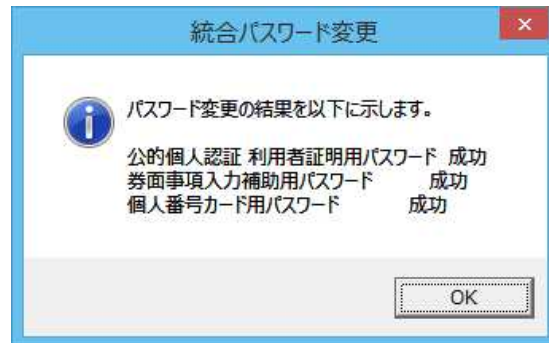 統合パスワード変更
パスワード変更の結果を以下に示します。
公的個人認証 利用者証明用パスワード 成功
券面事項入力補助用パスワード 成功
個人番号カード用パスワード 成功
OK